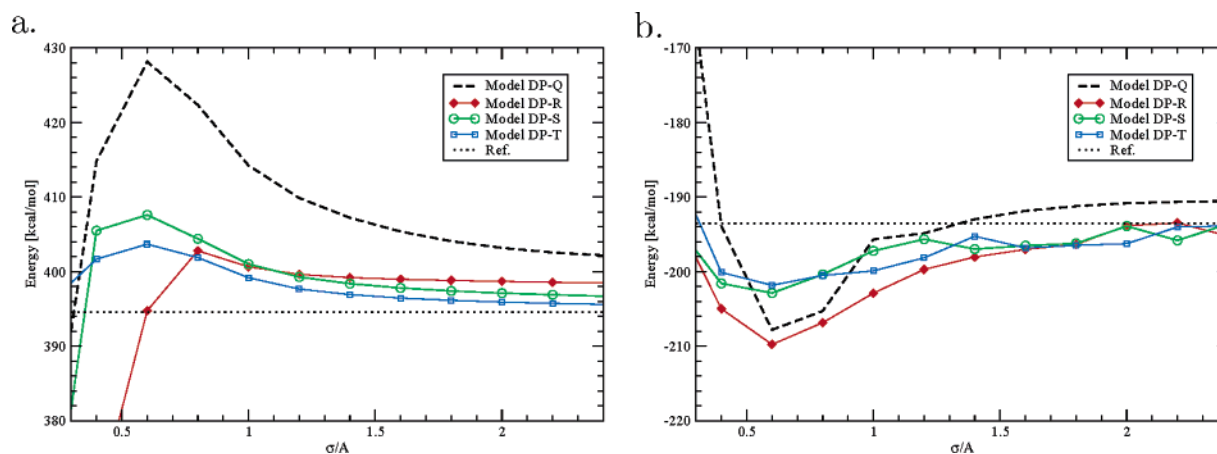 a.
430
420
410
400
390
380
Energy [kcal/mol]
0.5
1
1.5
2
σ/A
Model DP-Q
Model DP-R
Model DP-S
Model DP-T
Ref.
b.
-170
-180
-190
-200
-210
-220
Energy [kcal/mol]
0.5
1
1.5
2
σ/A
Model DP-Q
Model DP-R
Model DP-S
Model DP-T
Ref.